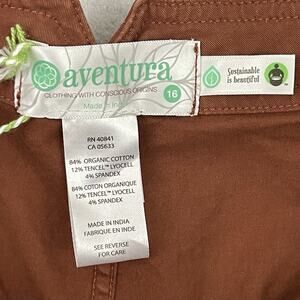 aventura
CLOTHING WITH CONSCIOUS ORIGINS
Made in Ind
16
Sustainable
is beautiful
RN 40841
CA 05633
84% ORGANIC COTTON
12% TENCEL™ LYOCELL
4% SPANDEX
84% COTON ORGANIQUE
12% TENCEL™ LYOCELL
4% SPANDEX
MADE IN INDIA
FABRIQUE EN INDE
SEE REVERSE
FOR CARE